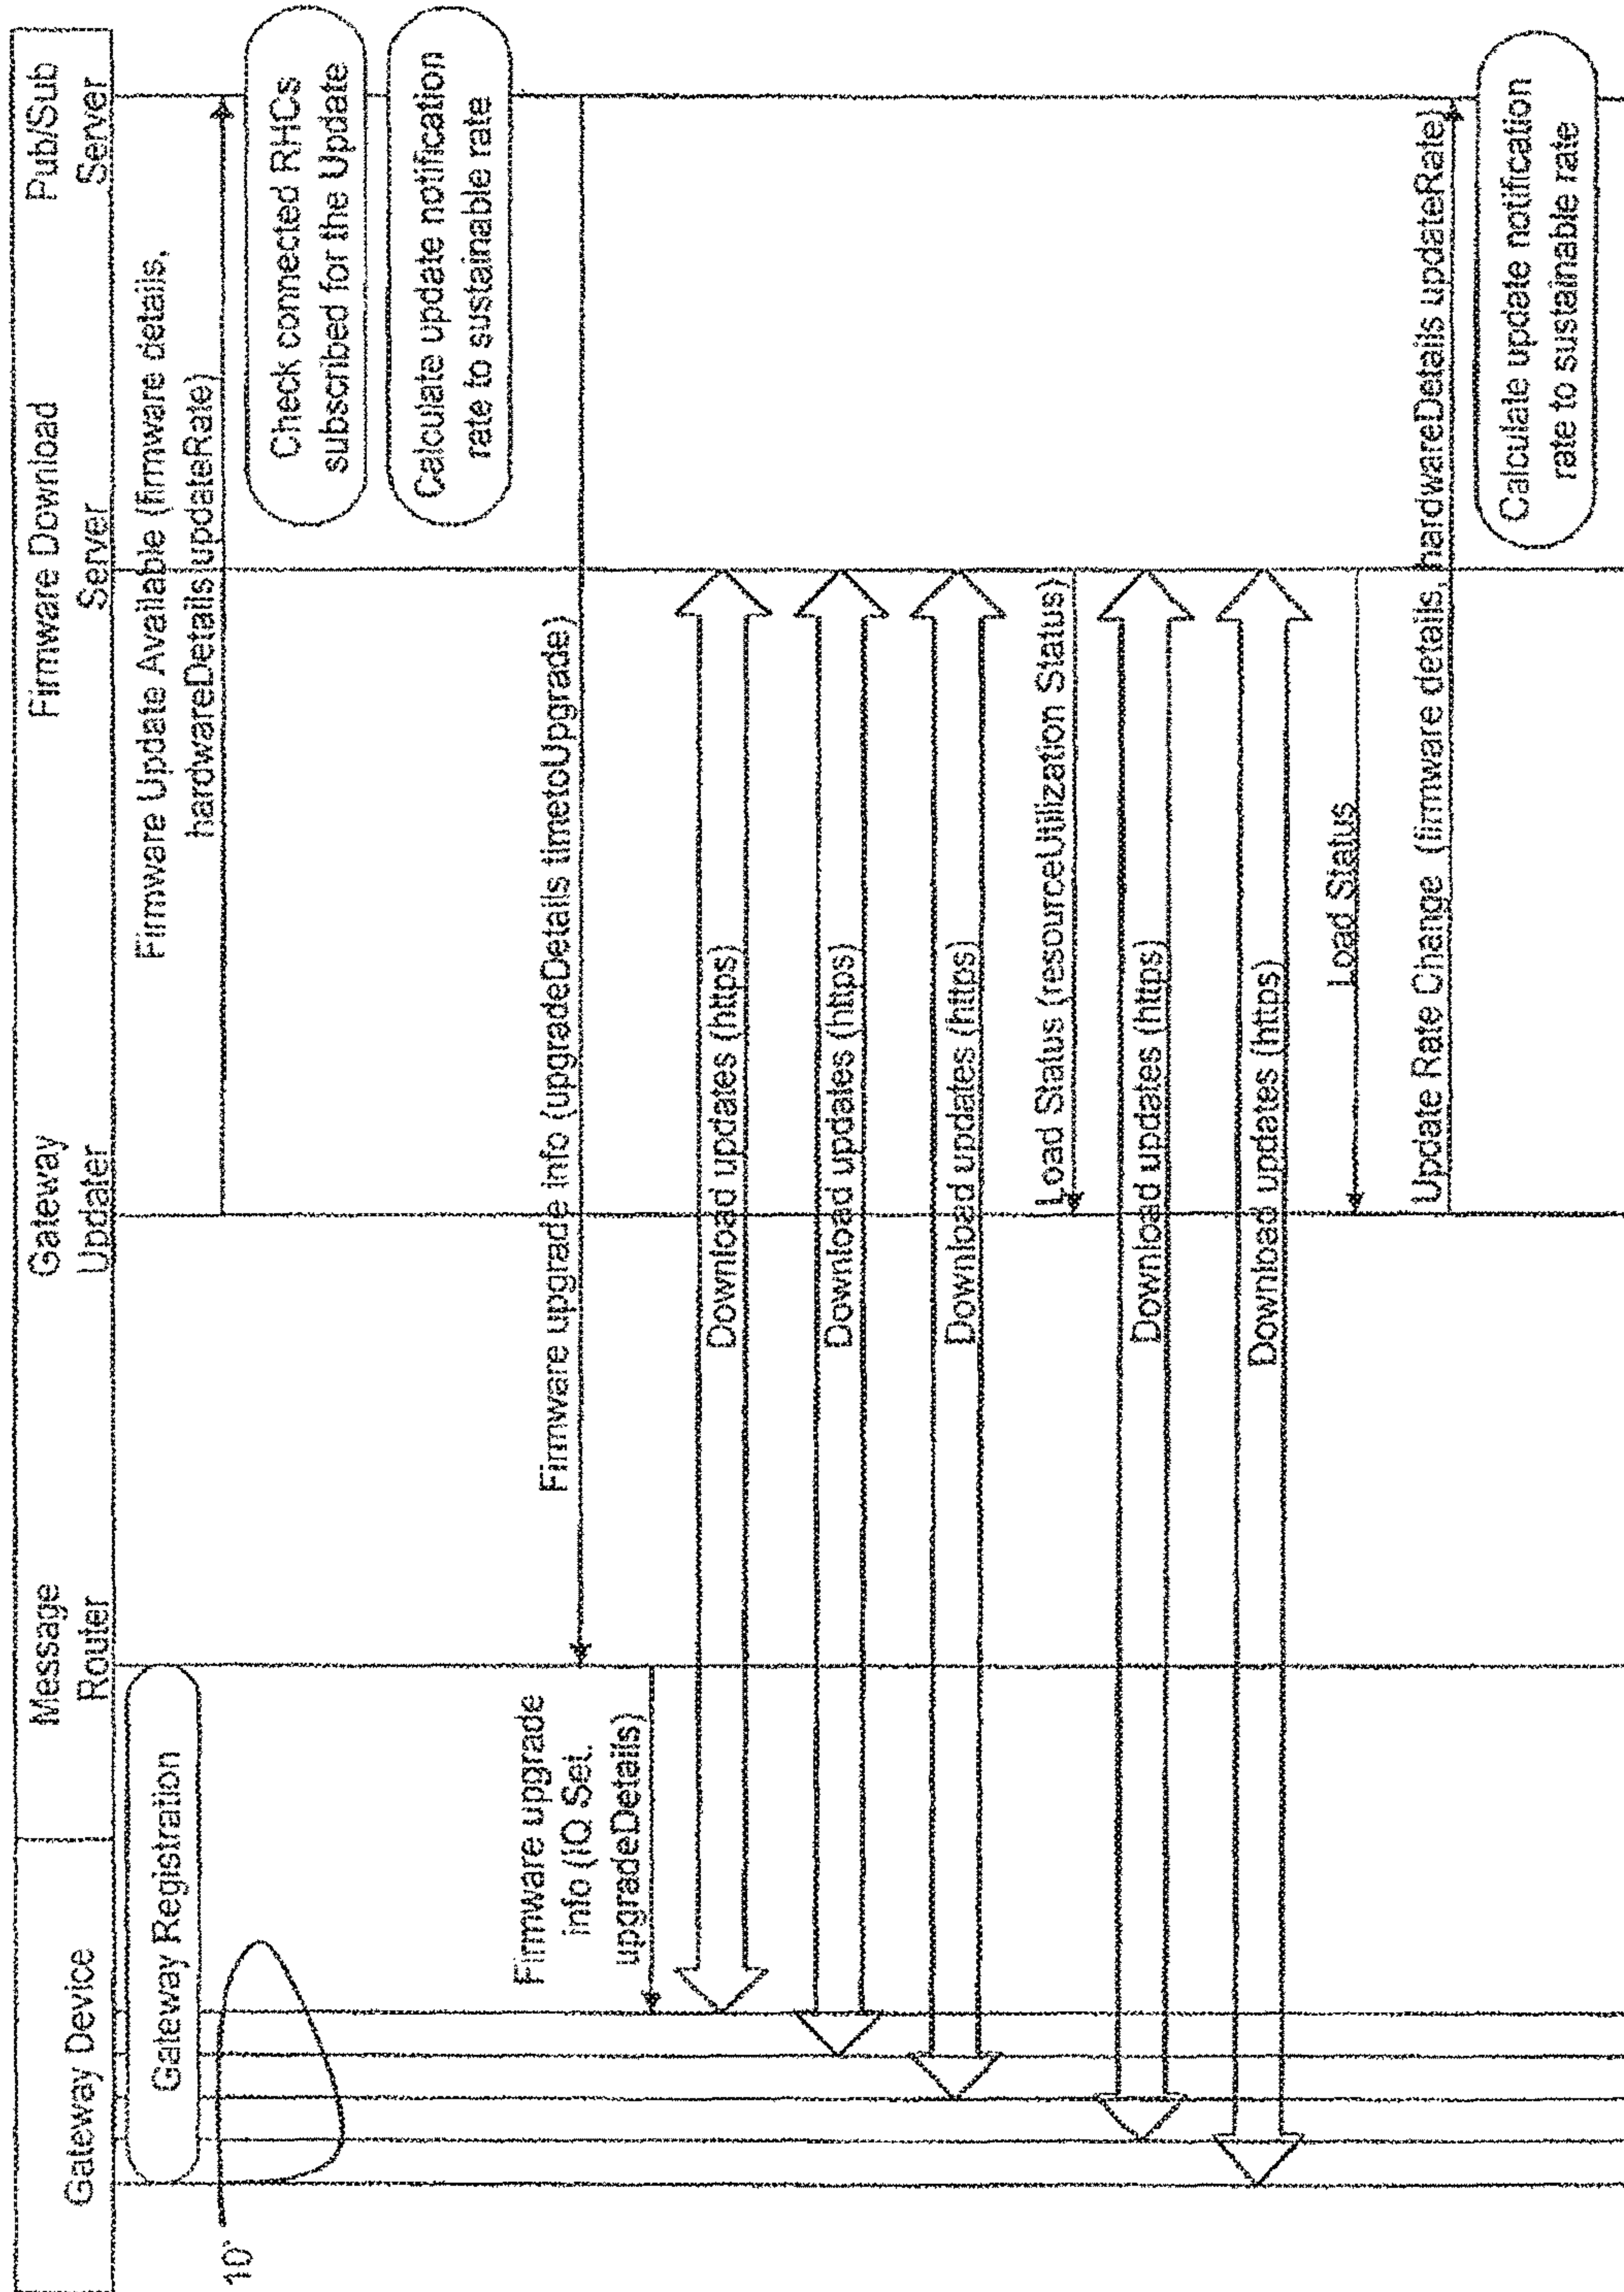 Gateway Device
Message
Router
Gateway
Updater
Firmware Download
Server
Pub/Sub
Server
Gateway Registration
10
Firmware Update Available (firmware details,
hardwareDetails updateRate)
Check connected RHCs
subscribed for the Update
Calculate update notification
rate to sustainable rate
Firmware upgrade info (upgradeDetails timetoUpgrade)
Firmware upgrade
info (IQ Set.
upgradeDetails)
Download updates (https)
Download updates (https)
Download updates (https)
Load Status (resourceUtilization Status)
Download updates (https)
Download updates (https)
Load Status
Update Rate Change (firmware details, hardwareDetails updateRate)
Calculate update notification
rate to sustainable rate